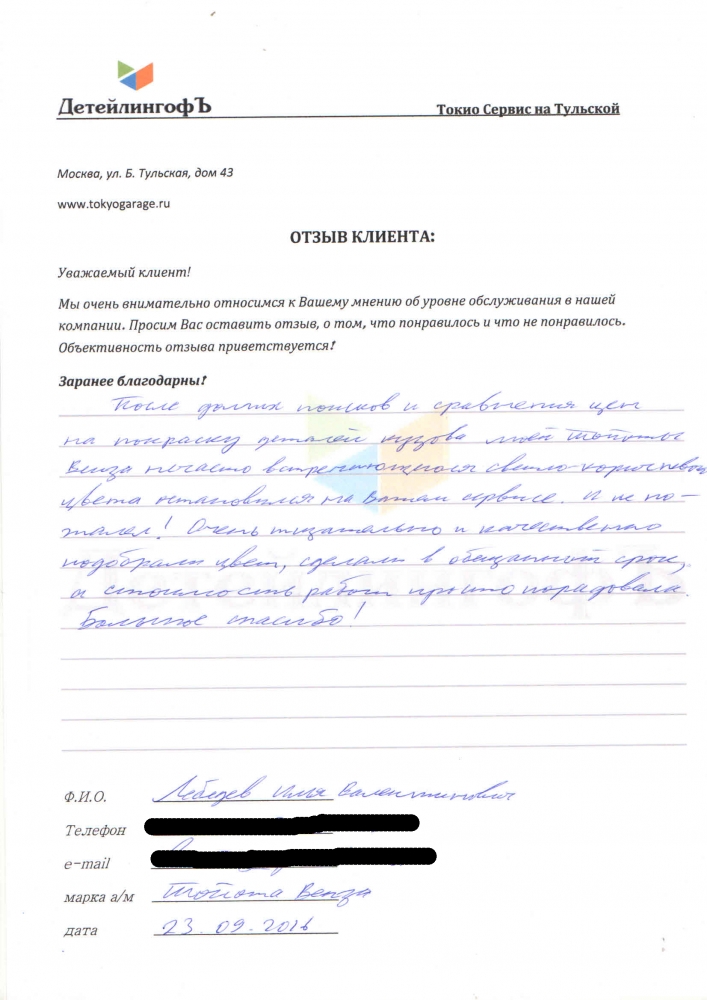 ДетейлингофЪ
Токио Сервис на Тульской
Москва, ул. Б. Тульская, дом 43
www.tokyogarage.ru
ОТЗЫВ КЛИЕНТА:
Уважаемый клиент!
Мы очень внимательно относимся к Вашему мнению об уровне обслуживания в нашей
компании. Просим Вас оставить отзыв, о том, что понравилось и что не понравилось.
Объективность отзыва приветствуется!
Заранее благодарны!
После долгих поисков и сравнения цен
на покраску деталей кузова моей Тойоты
Венза нечасто встречающегося светло-коричневого
цвета остановился на Вашем сервисе. И не по-
жалел! Очень тщательно и качественно
подобрали цвет, сделали в обещанный срок,
а стоимость работ просто порадовала.
Большое спасибо!
Ф.И.О. Лебедев Илья Валентинович
Телефон
e-mail
марка а/м Тойота Венза
дата 23.09.2016